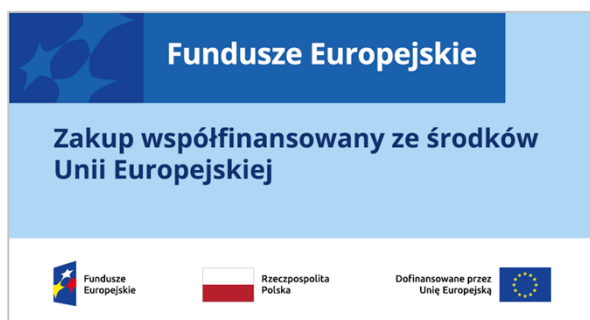 Fundusze Europejskie
Zakup współfinansowany ze środków
Unii Europejskiej
Fundusze
Europejskie
Rzeczpospolita
Polska
Dofinansowane przez
Unię Europejską